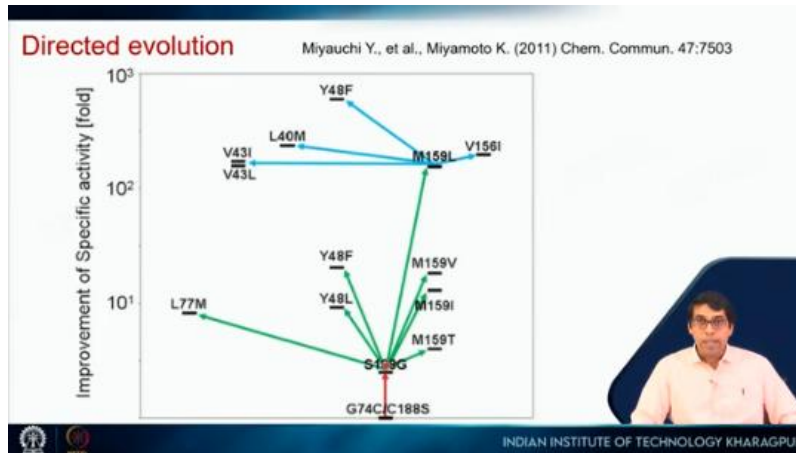 Directed evolution
Miyauchi Y., et al., Miyamoto K. (2011) Chem. Commun. 47:7503
Improvement of Specific activity [fold]
10³
10²
10¹
Y48F
L40M
V43I
V43L
M159L
V156I
Y48F
Y48L
L77M
M159V
M159I
M159T
G74C/C188S
INDIAN INSTITUTE OF TECHNOLOGY KHARAGPU